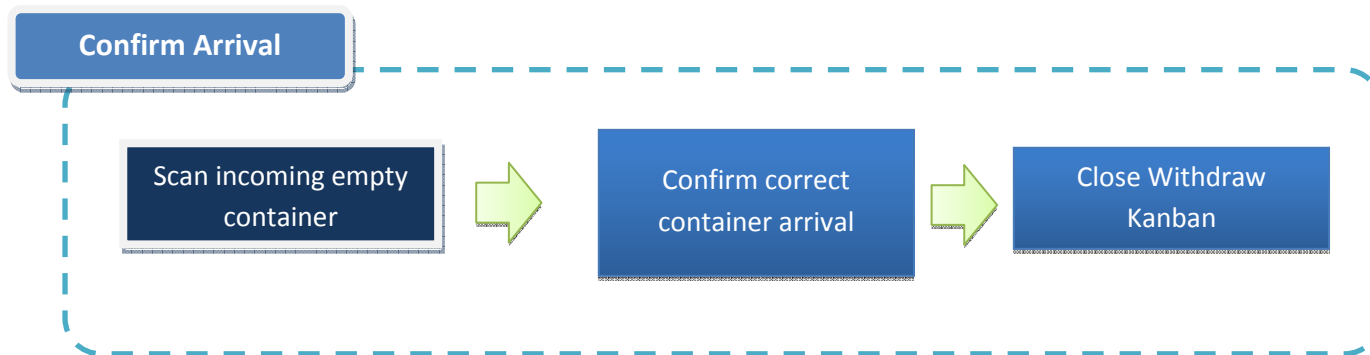 Confirm Arrival
Scan incoming empty
container
Confirm correct
container arrival
Close Withdraw
Kanban